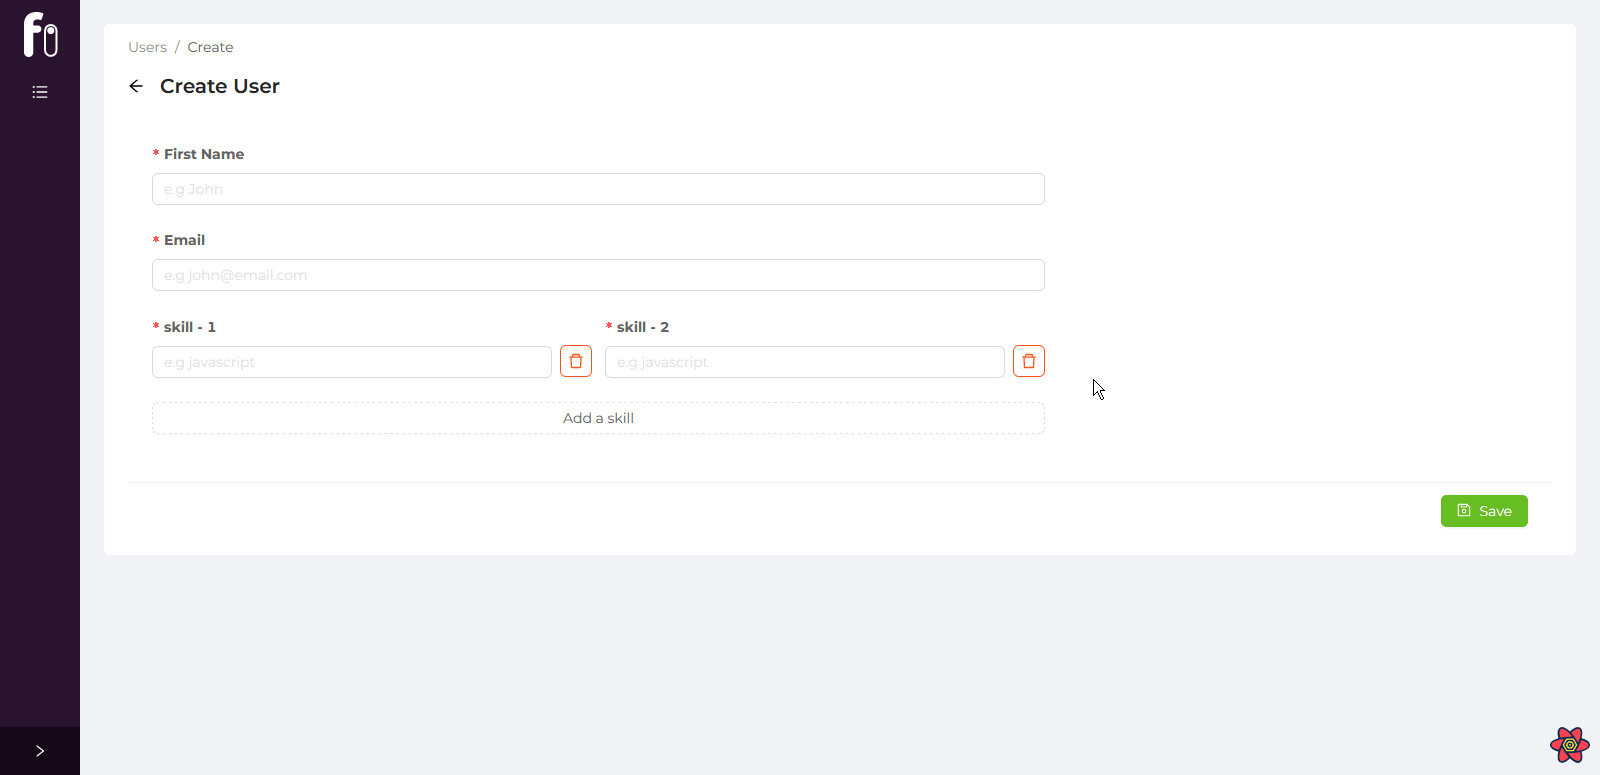 Users / Create
Create User
* First Name
e.g John
* Email
e.g john@email.com
* skill - 1
* skill - 2
e.g javascript
e.g javascript
Add a skill
Save